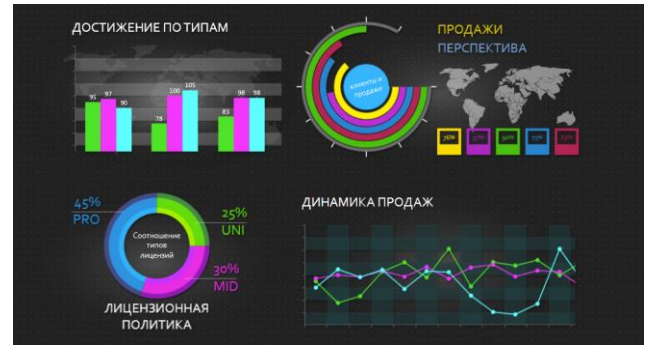 ДОСТИЖЕНИЕ ПО ТИПАМ
95 97 90
78 100 105
83 98 98
клиенты и
продажи
ПРОДАЖИ
ПЕРСПЕКТИВА
45%
PRO
25%
UNI
30%
MID
Соотношение
типов
лицензий
ЛИЦЕНЗИОННАЯ
ПОЛИТИКА
ДИНАМИКА ПРОДАЖ